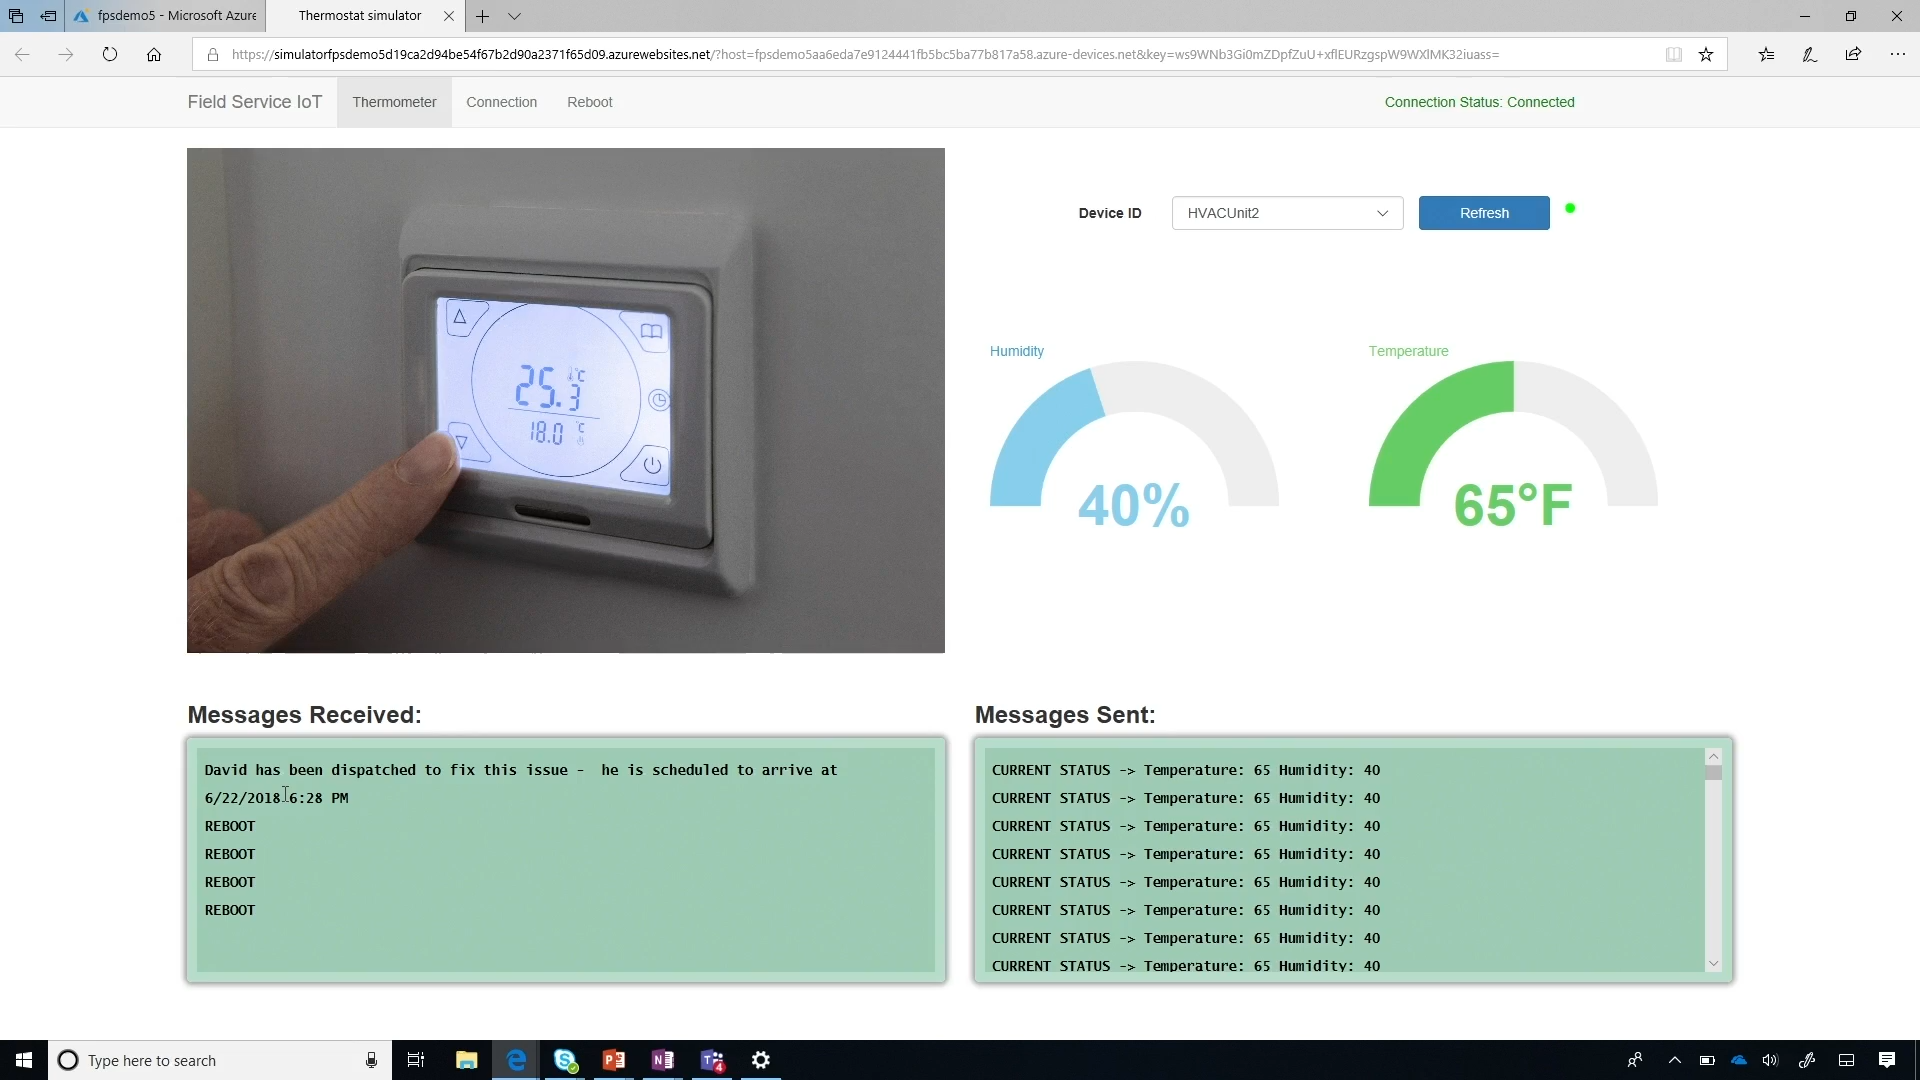 fpsdemo5 - Microsoft Azure
Thermostat simulator
https://simulatorfpsdemo5d19ca2d94be54f67b2d90a2371f65d09.azurewebsites.net/?host=fpsdemo5aa6eda7e9124441fb5bc5ba77b817a58.azure-devices.net&key=ws9WNb3Gi0mZDpfZuU+xflEURzgspW9WXlMK32iuass=
Field Service IoT
Thermometer
Connection
Reboot
Connection Status: Connected
Device ID
HVACUnit2
Refresh
25.3 °C
18.0 °C
Humidity
40%
Temperature
65°F
Messages Received:
David has been dispatched to fix this issue - he is scheduled to arrive at
6/22/2018 6:28 PM
REBOOT
REBOOT
REBOOT
REBOOT
Messages Sent:
CURRENT STATUS -> Temperature: 65 Humidity: 40
CURRENT STATUS -> Temperature: 65 Humidity: 40
CURRENT STATUS -> Temperature: 65 Humidity: 40
CURRENT STATUS -> Temperature: 65 Humidity: 40
CURRENT STATUS -> Temperature: 65 Humidity: 40
CURRENT STATUS -> Temperature: 65 Humidity: 40
CURRENT STATUS -> Temperature: 65 Humidity: 40
CURRENT STATUS -> Temperature: 65 Humidity: 40
Type here to search
4